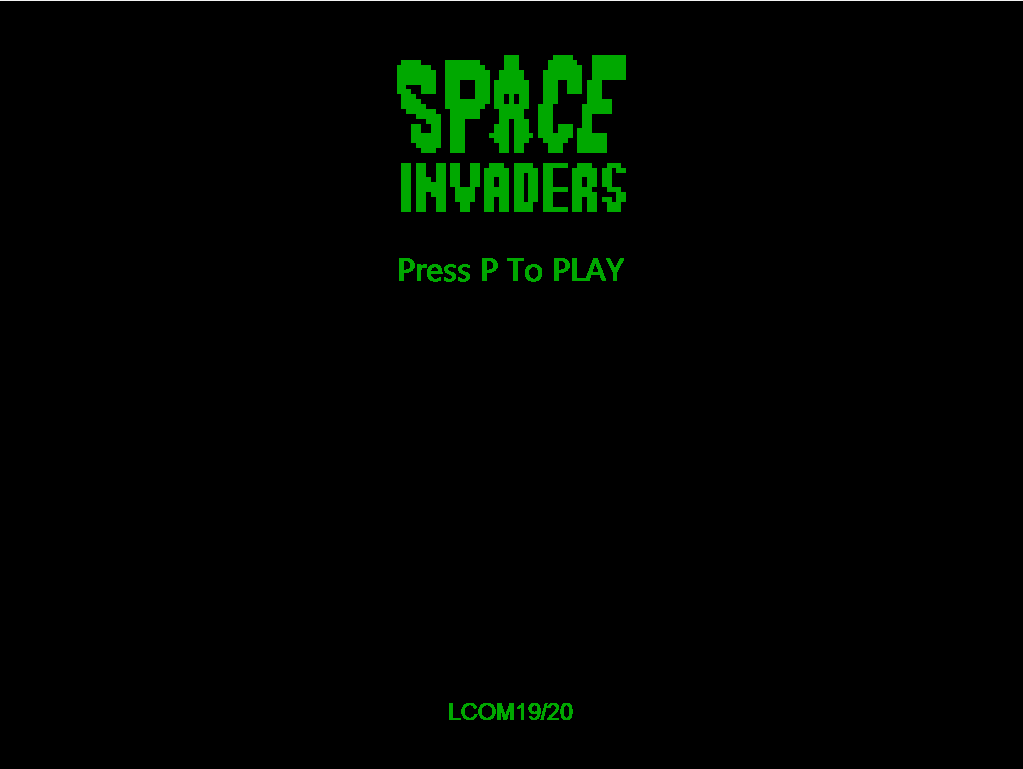 SPACE
INVADERS
Press P To PLAY
LCOM19/20